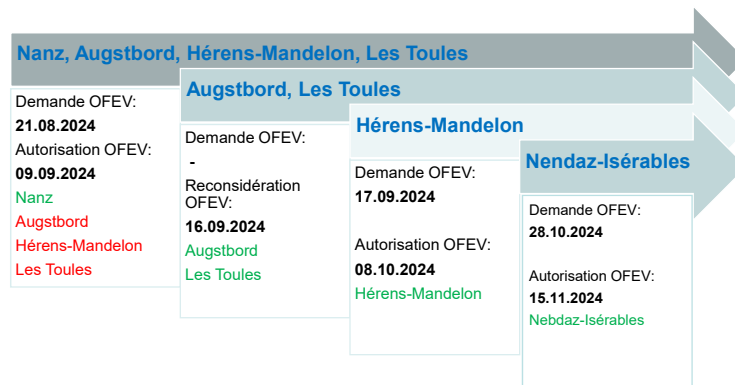 Nanz, Augstbord, Hérens-Mandelon, Les Toules
Demande OFEV:
21.08.2024
Autorisation OFEV:
09.09.2024
Nanz
Augstbord
Hérens-Mandelon
Les Toules
Augstbord, Les Toules
Demande OFEV:
-
Reconsidération
OFEV:
16.09.2024
Augstbord
Les Toules
Hérens-Mandelon
Demande OFEV:
17.09.2024
Autorisation OFEV:
08.10.2024
Hérens-Mandelon
Nendaz-Isérables
Demande OFEV:
28.10.2024
Autorisation OFEV:
15.11.2024
Nebdaz-Isérables